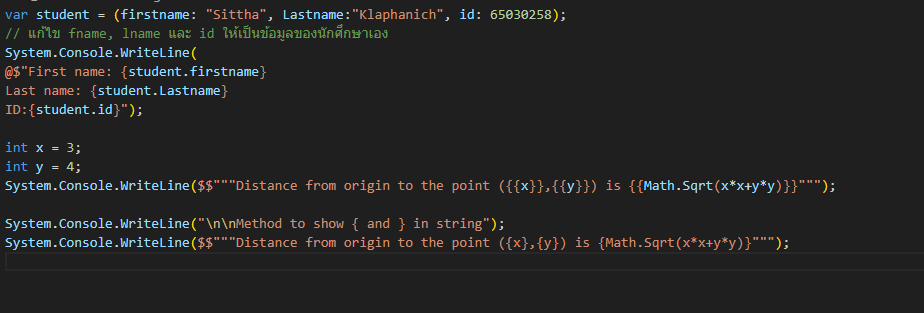 var student = (firstname: "Sittha", Lastname:"Klaphanich", id: 65030258);
// แก้ไข fname, lname และ id ให้เป็นข้อมูลของนักศึกษาเอง
System.Console.WriteLine(
@$"First name: {student.firstname}
Last name: {student.Lastname}
ID:{student.id}");
int x = 3;
int y = 4;
System.Console.WriteLine($$"""Distance from origin to the point ({{x}},{{y}}) is {{Math.Sqrt(x*x+y*y)}}""");
System.Console.WriteLine("\n\nMethod to show { and } in string");
System.Console.WriteLine($$"""Distance from origin to the point ({x},{y}) is {Math.Sqrt(x*x+y*y)}""");